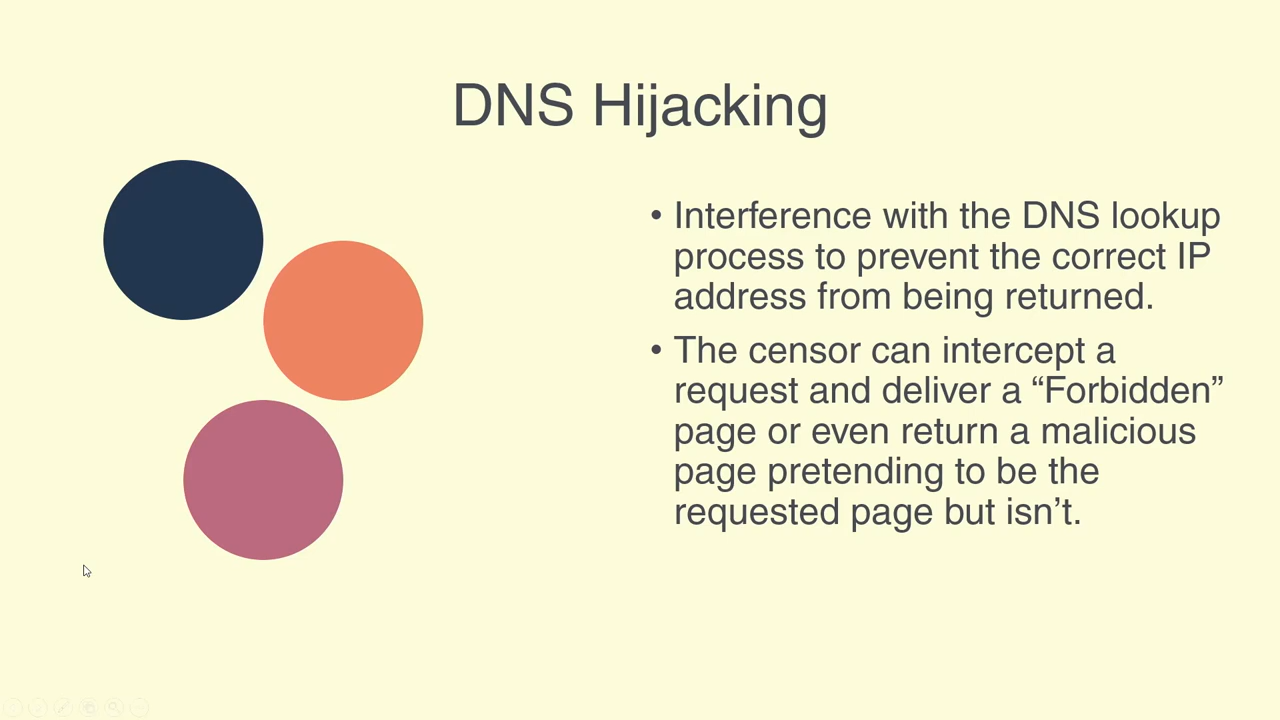 DNS Hijacking
• Interference with the DNS lookup
process to prevent the correct IP
address from being returned.
• The censor can intercept a
request and deliver a “Forbidden”
page or even return a malicious
page pretending to be the
requested page but isn’t.